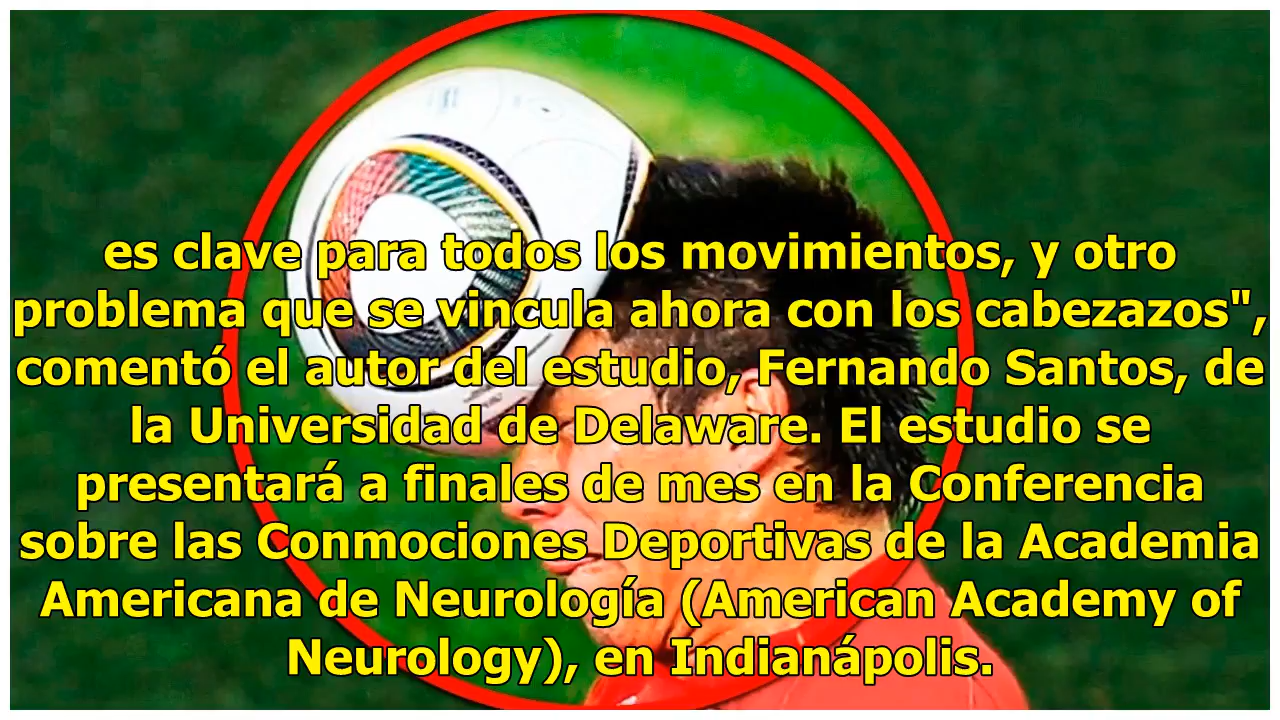 es clave para todos los movimientos, y otro
problema que se vincula ahora con los cabezazos",
comentó el autor del estudio, Fernando Santos, de
la Universidad de Delaware. El estudio se
presentará a finales de mes en la Conferencia
sobre las Conmociones Deportivas de la Academia
Americana de Neurología (American Academy of
Neurology), en Indianápolis.